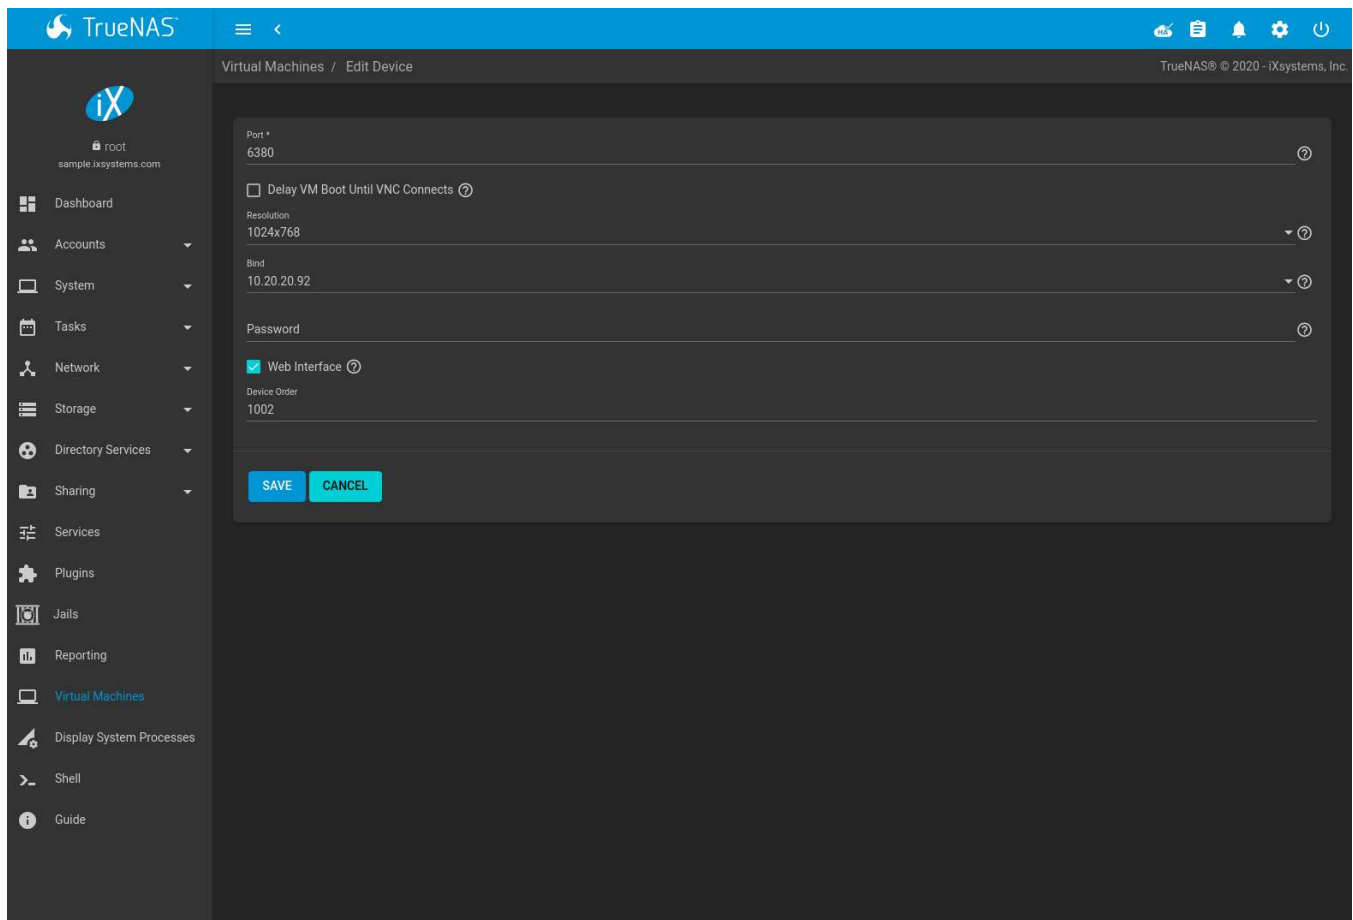 TrueNAS
HA
Virtual Machines / Edit Device
TrueNAS® © 2020 - iXsystems, Inc.
iX
root
sample.ixsystems.com
Dashboard
Accounts
System
Tasks
Network
Storage
Directory Services
Sharing
Services
Plugins
Jails
Reporting
Virtual Machines
Display System Processes
Shell
Guide
Port *
6380
Delay VM Boot Until VNC Connects
Resolution
1024x768
Bind
10.20.20.92
Password
Web Interface
Device Order
1002
SAVE CANCEL